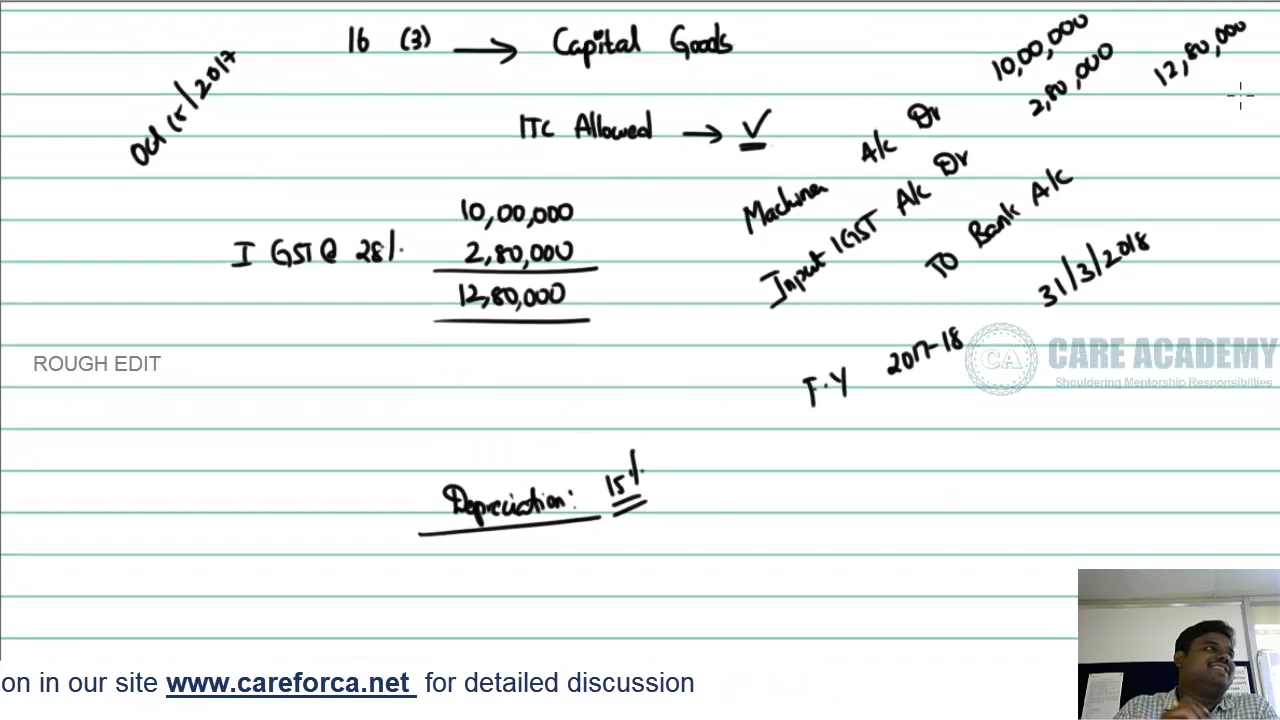 16 (3) → Capital Goods
Oct 15/2017
ITC Allowed → ✓
10,00,000
I GST @ 28%. 2,80,000
12,80,000
Machinery A/c Dr 10,00,000
Input IGST A/c Dr 2,80,000
To Bank A/c 12,80,000
31/3/2018
F.Y 2017-18
ROUGH EDIT
CA
CARE ACADEMY
Shouldering Mentorship Responsibilties
Depreciation: 15%
on in our site www.careforca.net for detailed discussion